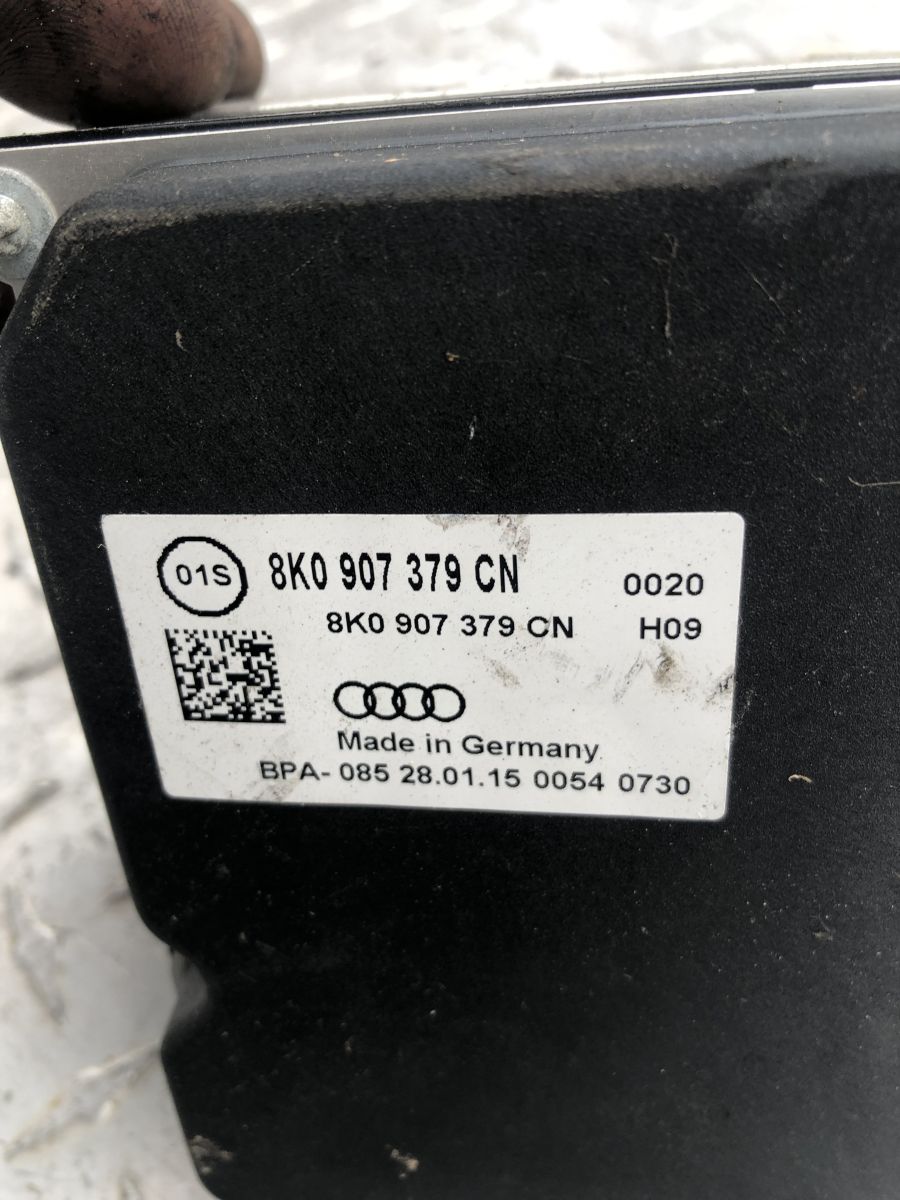 01S 8K0 907 379 CN 0020
8K0 907 379 CN H09
Made in Germany
BPA- 085 28.01.15 0054 0730